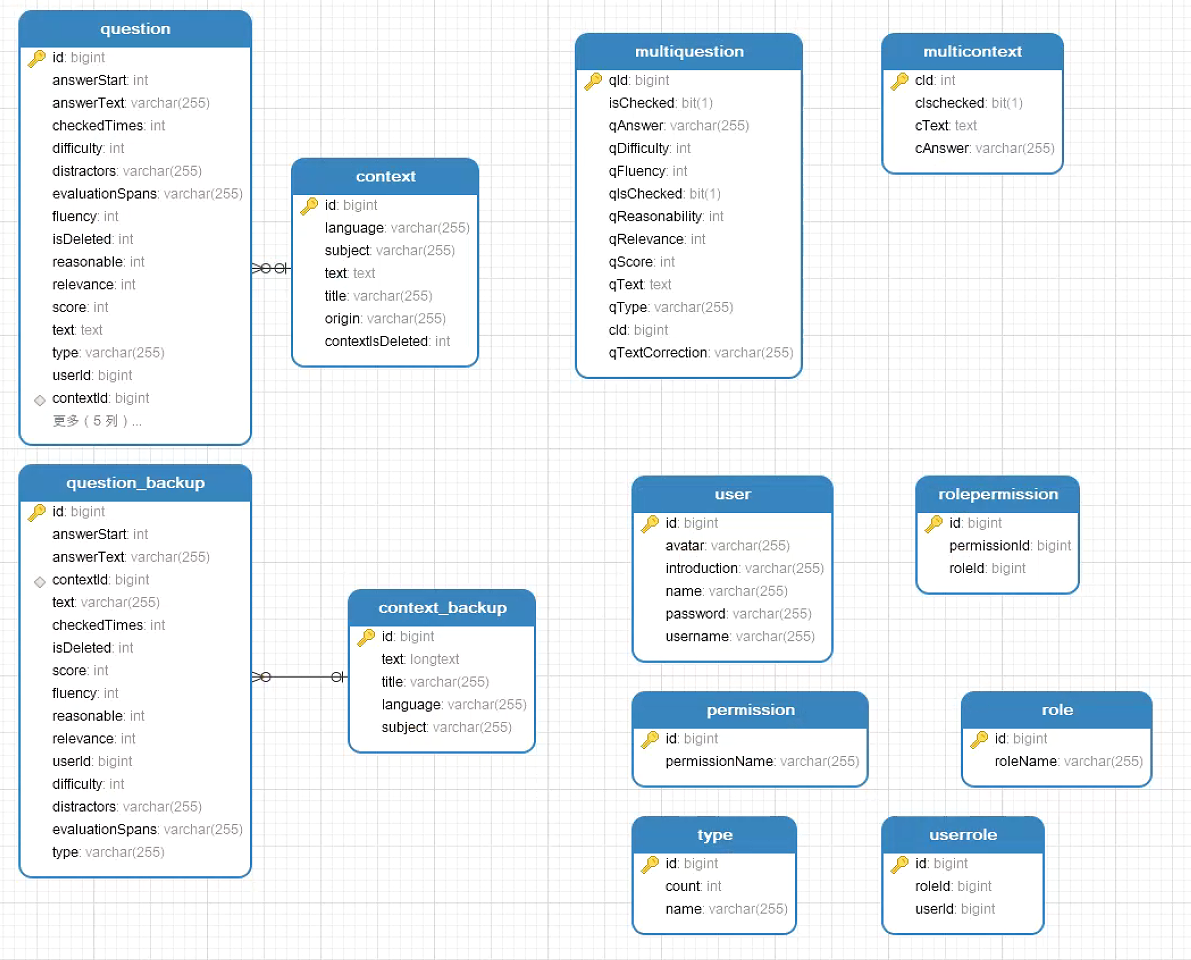 question
id: bigint
answerStart: int
answerText: varchar(255)
checkedTimes: int
difficulty: int
distractors: varchar(255)
evaluationSpans: varchar(255)
fluency: int
isDeleted: int
reasonable: int
relevance: int
score: int
text: text
type: varchar(255)
userId: bigint
contextId: bigint
更多 ( 5 列 ) ...
context
id: bigint
language: varchar(255)
subject: varchar(255)
text: text
title: varchar(255)
origin: varchar(255)
contextIsDeleted: int
multiquestion
qId: bigint
isChecked: bit(1)
qAnswer: varchar(255)
qDifficulty: int
qFluency: int
qIsChecked: bit(1)
qReasonability: int
qRelevance: int
qScore: int
qText: text
qType: varchar(255)
cId: bigint
qTextCorrection: varchar(255)
multicontext
cId: int
cIschecked: bit(1)
cText: text
cAnswer: varchar(255)
question_backup
id: bigint
answerStart: int
answerText: varchar(255)
contextId: bigint
text: varchar(255)
checkedTimes: int
isDeleted: int
score: int
fluency: int
reasonable: int
relevance: int
userId: bigint
difficulty: int
distractors: varchar(255)
evaluationSpans: varchar(255)
type: varchar(255)
context_backup
id: bigint
text: longtext
title: varchar(255)
language: varchar(255)
subject: varchar(255)
user
id: bigint
avatar: varchar(255)
introduction: varchar(255)
name: varchar(255)
password: varchar(255)
username: varchar(255)
rolepermission
id: bigint
permissionId: bigint
roleId: bigint
permission
id: bigint
permissionName: varchar(255)
role
id: bigint
roleName: varchar(255)
type
id: bigint
count: int
name: varchar(255)
userrole
id: bigint
roleId: bigint
userId: bigint